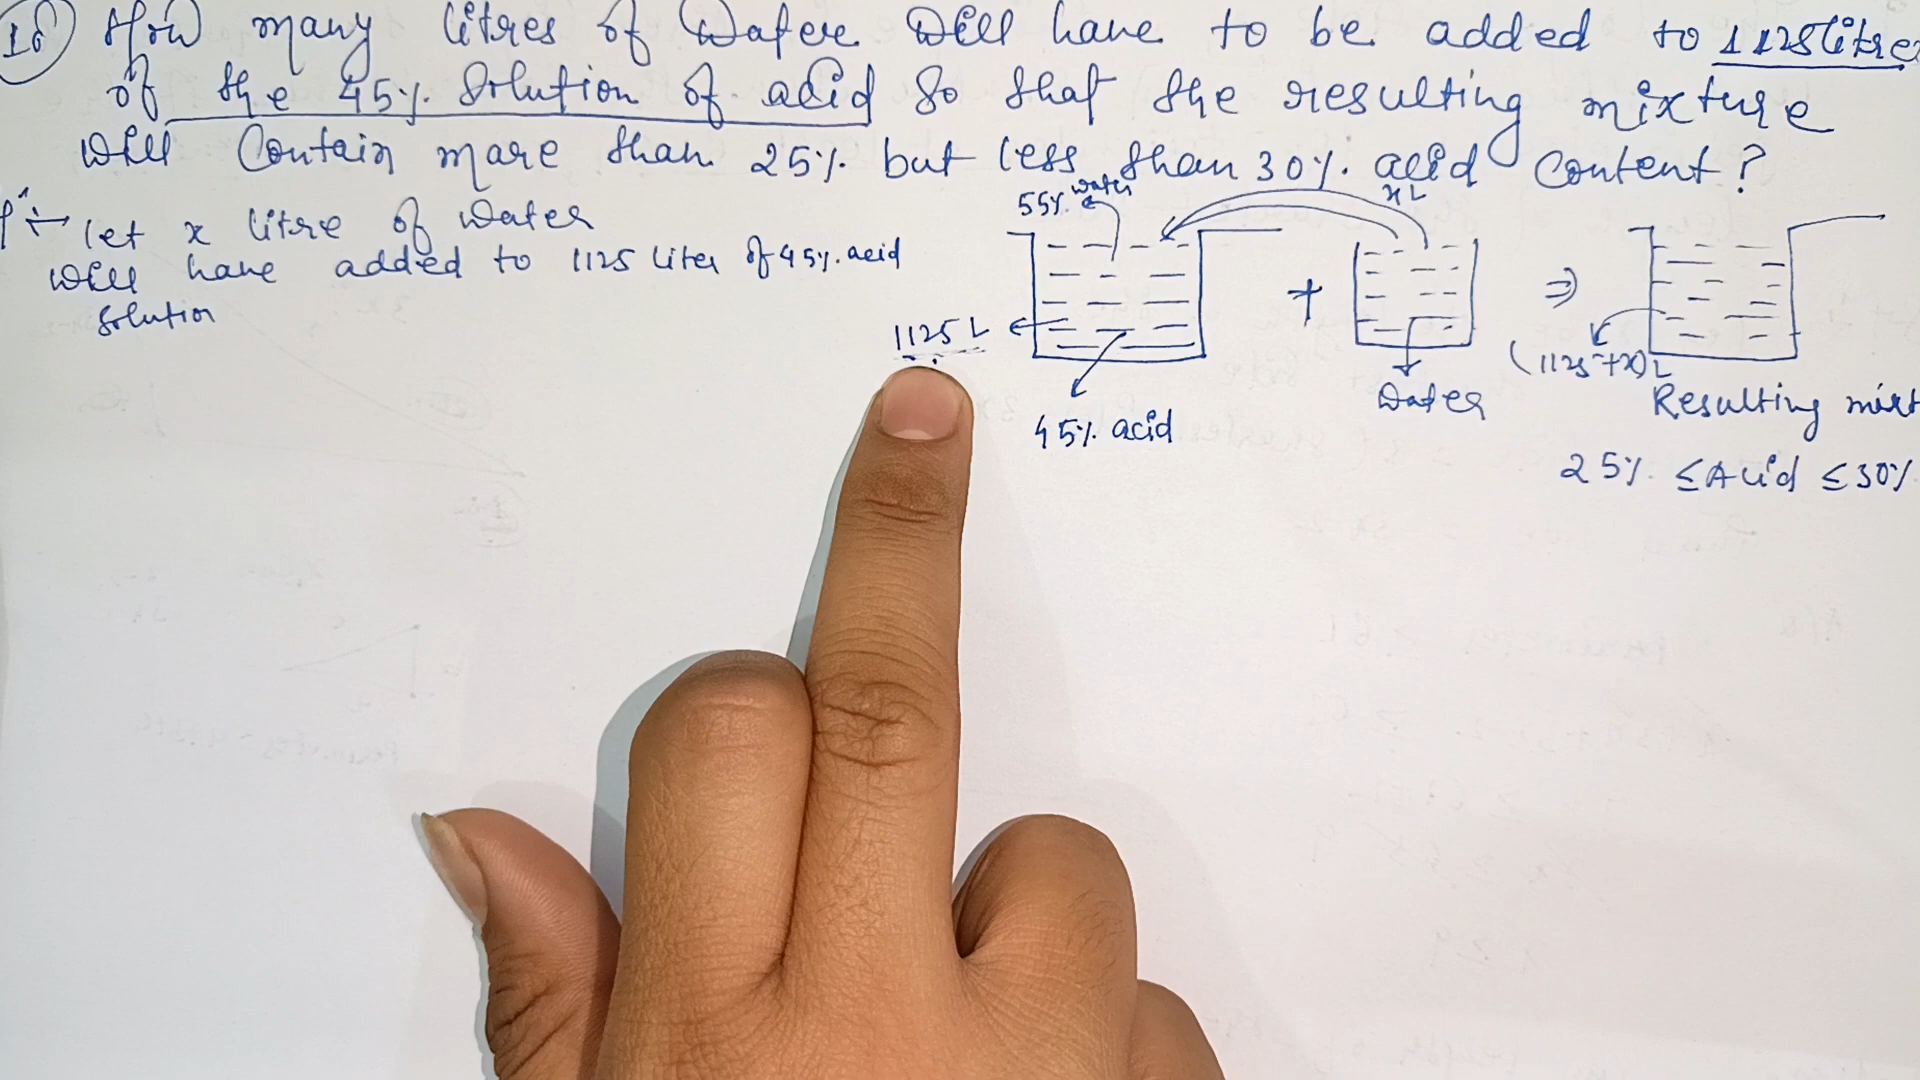 18 How many litres of Water Will have to be added to 1125 litres
of the 45% Solution of acid So that the resulting mixture
Will Contain more than 25% but less than 30% acid Content?
let x litre of Water
Will have added to 1125 liter of 45% acid
Solution
55% water
x L
1125 L
+
⇒
45% acid
Water
(1125+x) L
Resulting mixt
25% ≤ Acid ≤ 30%